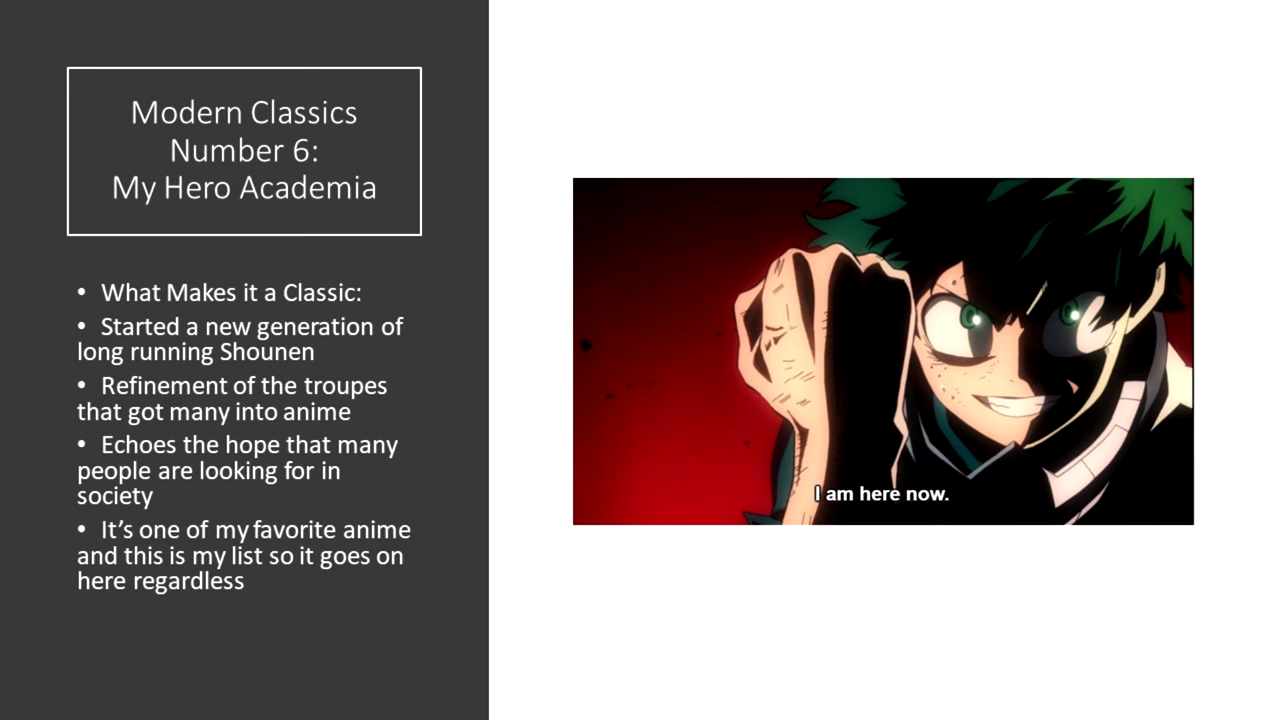 Modern Classics
Number 6:
My Hero Academia
• What Makes it a Classic:
• Started a new generation of
long running Shounen
• Refinement of the troupes
that got many into anime
• Echoes the hope that many
people are looking for in
society
• It’s one of my favorite anime
and this is my list so it goes on
here regardless
I am here now.